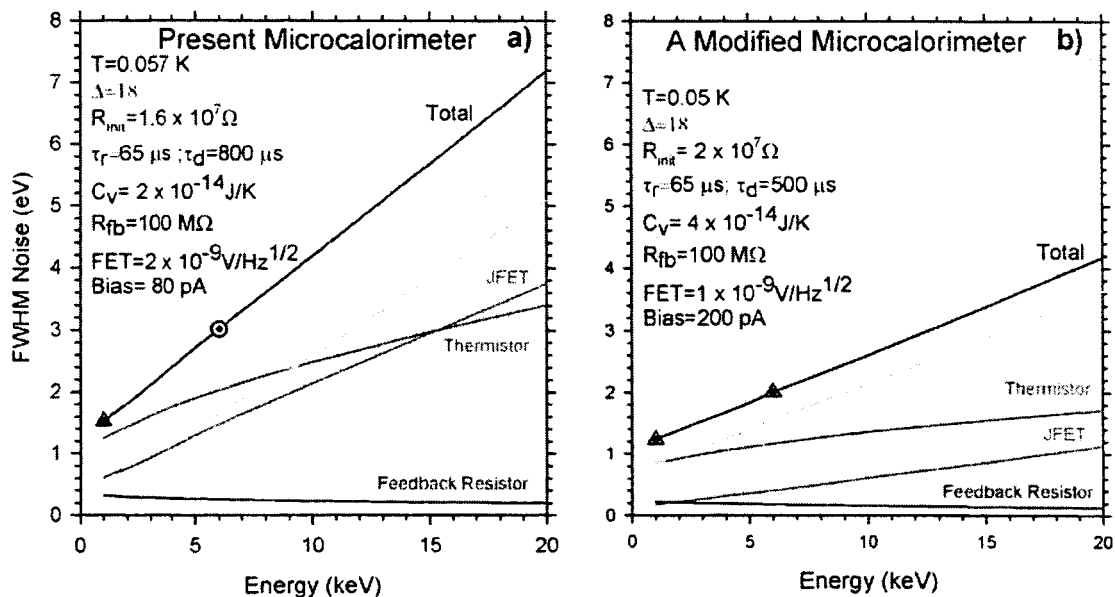 Present Microcalorimeter a)
T=0.057 K
Δ=18
R_init=1.6 x 10^7Ω
τ_r=65 μs ;τ_d=800 μs
C_v= 2 x 10^-14J/K
R_fb=100 MΩ
FET=2 x 10^-9V/Hz^1/2
Bias= 80 pA
Total
JFET
Thermistor
Feedback Resistor
FWHM Noise (eV)
0 1 2 3 4 5 6 7 8
0 5 10 15 20
Energy (keV)
A Modified Microcalorimeter b)
T=0.05 K
Δ=18
R_init= 2 x 10^7Ω
τ_r=65 μs; τ_d=500 μs
C_v= 4 x 10^-14J/K
R_fb=100 MΩ
FET=1 x 10^-9V/Hz^1/2
Bias=200 pA
Total
Thermistor
JFET
Feedback Resistor
0 1 2 3 4 5 6 7 8
0 5 10 15 20
Energy (keV)